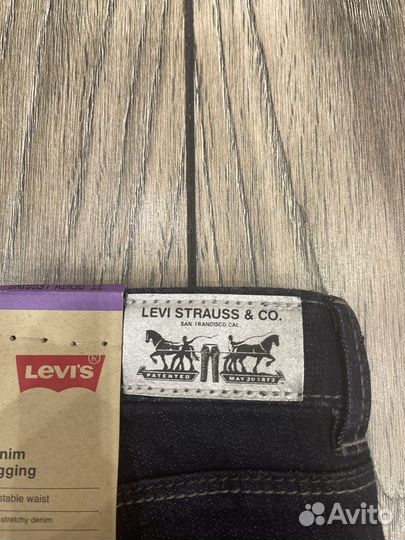 LEVI STRAUSS & CO.
SAN FRANCISCO, CAL.
PATENTED
MAY 20 1873
LEVI'S
®
nim
gging
stable waist
stretchy denim
Avito